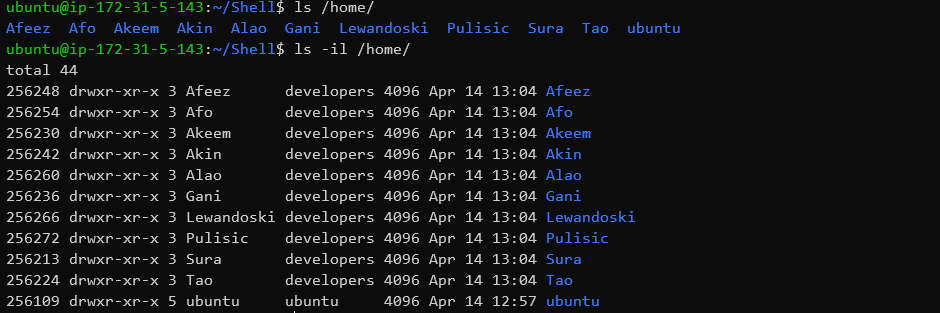 ubuntu@ip-172-31-5-143:~/Shell$ ls /home/
Afeez  Afo  Akeem  Akin  Alao  Gani  Lewandoski  Pulisic  Sura  Tao  ubuntu
ubuntu@ip-172-31-5-143:~/Shell$ ls -il /home/
total 44
256248 drwxr-xr-x 3 Afeez      developers 4096 Apr 14 13:04 Afeez
256254 drwxr-xr-x 3 Afo        developers 4096 Apr 14 13:04 Afo
256230 drwxr-xr-x 3 Akeem      developers 4096 Apr 14 13:04 Akeem
256242 drwxr-xr-x 3 Akin       developers 4096 Apr 14 13:04 Akin
256260 drwxr-xr-x 3 Alao       developers 4096 Apr 14 13:04 Alao
256236 drwxr-xr-x 3 Gani       developers 4096 Apr 14 13:04 Gani
256266 drwxr-xr-x 3 Lewandoski developers 4096 Apr 14 13:04 Lewandoski
256272 drwxr-xr-x 3 Pulisic    developers 4096 Apr 14 13:04 Pulisic
256213 drwxr-xr-x 3 Sura       developers 4096 Apr 14 13:04 Sura
256224 drwxr-xr-x 3 Tao        developers 4096 Apr 14 13:04 Tao
256109 drwxr-xr-x 5 ubuntu     ubuntu     4096 Apr 14 12:57 ubuntu